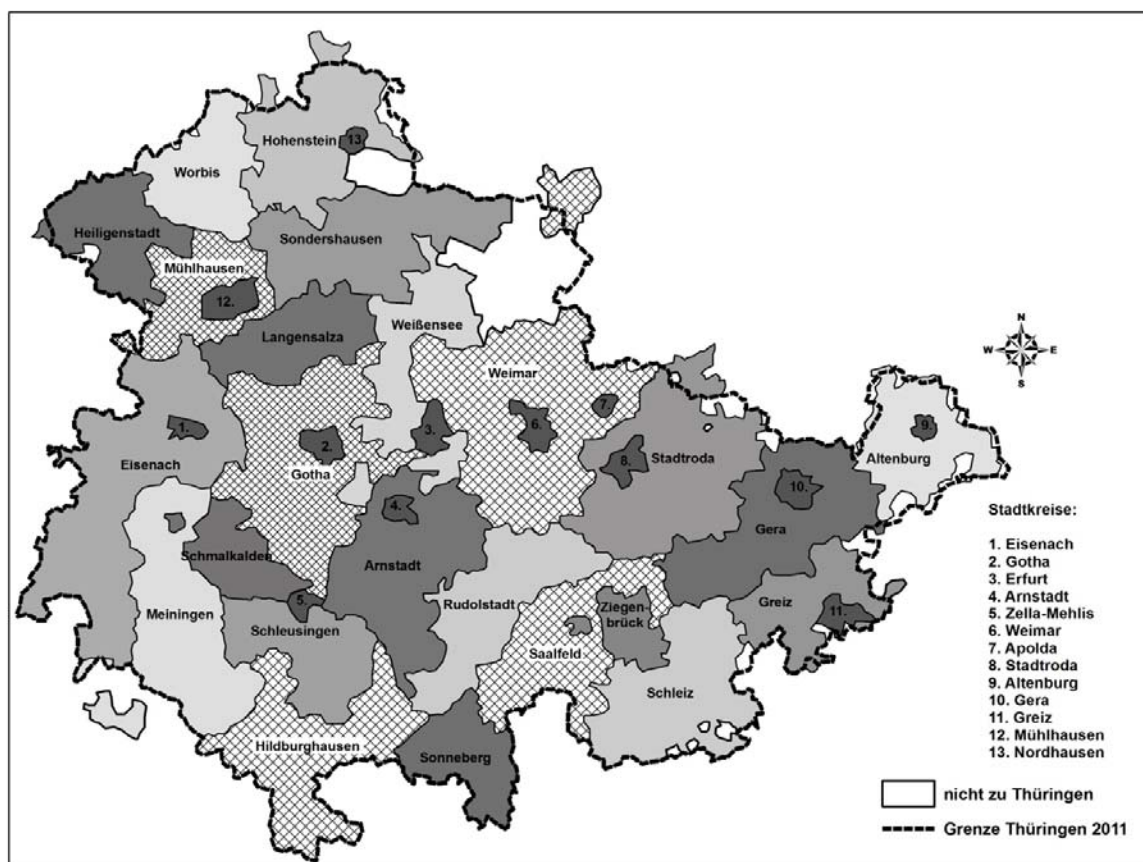 Hohenstein
13.
Worbis
Heiligenstadt
Sondershausen
Mühlhausen
12.
Langensalza
Weißensee
Weimar
7.
6.
3.
1.
2.
Eisenach
Gotha
8.
Stadtroda
9.
Altenburg
10.
4.
Gera
Schmalkalden
Arnstadt
Meiningen
5.
Rudolstadt
Ziegen-
brück
Greiz
11.
Schleusingen
Saalfeld
Schleiz
Hildburghausen
Sonneberg
N
W
E
S
Stadtkreise:
1. Eisenach
2. Gotha
3. Erfurt
4. Arnstadt
5. Zella-Mehlis
6. Weimar
7. Apolda
8. Stadtroda
9. Altenburg
10. Gera
11. Greiz
12. Mühlhausen
13. Nordhausen
nicht zu Thüringen
Grenze Thüringen 2011